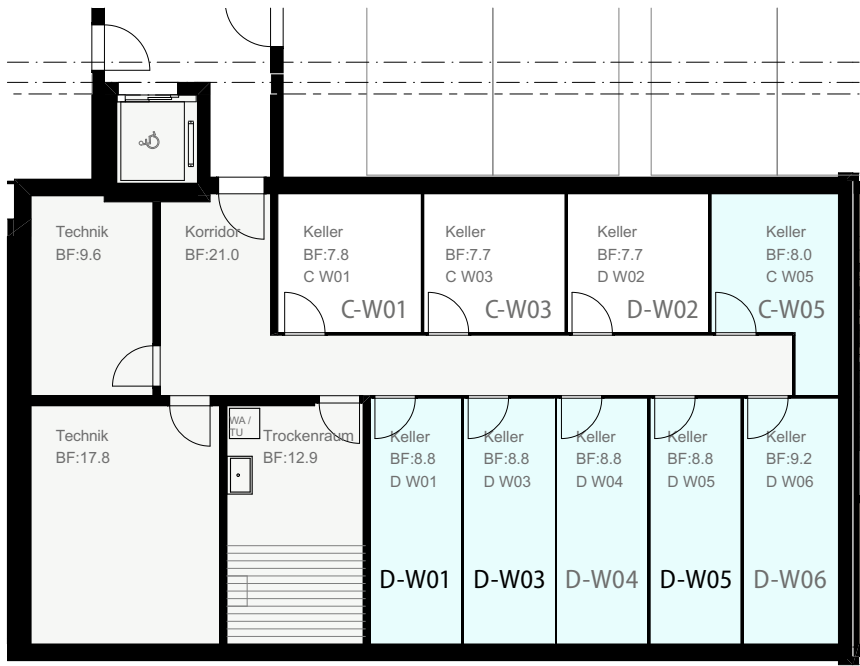 Technik
BF:9.6
Korridor
BF:21.0
Keller
BF:7.8
C W01
C-W01
Keller
BF:7.7
C W03
C-W03
Keller
BF:7.7
D W02
D-W02
Keller
BF:8.0
C W05
C-W05
Technik
BF:17.8
WA /
TU
Trockenraum
BF:12.9
Keller
BF:8.8
D W01
D-W01
Keller
BF:8.8
D W03
D-W03
Keller
BF:8.8
D W04
D-W04
Keller
BF:8.8
D W05
D-W05
Keller
BF:9.2
D W06
D-W06